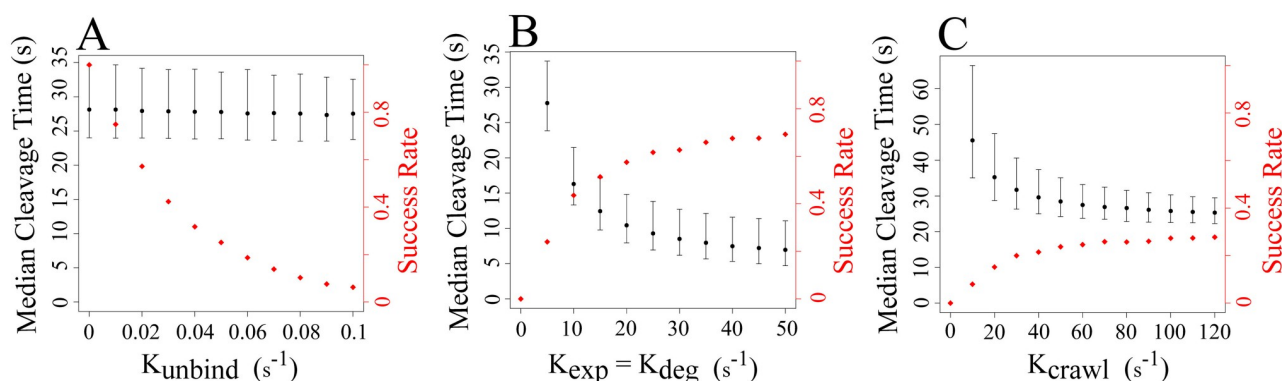 A
Median Cleavage Time (s)
35
30
25
20
15
10
5
0
0 0.02 0.04 0.06 0.08 0.1
Kunbind (s-1)
0.8
0.4
0
Success Rate
B
Median Cleavage Time (s)
35
30
25
20
15
10
5
0
0 10 20 30 40 50
Kexp = Kdeg (s-1)
0.8
0.4
0
Success Rate
C
Median Cleavage Time (s)
60
50
40
30
20
10
0
0 20 40 60 80 100 120
Kcrawl (s-1)
0.8
0.4
0
Success Rate